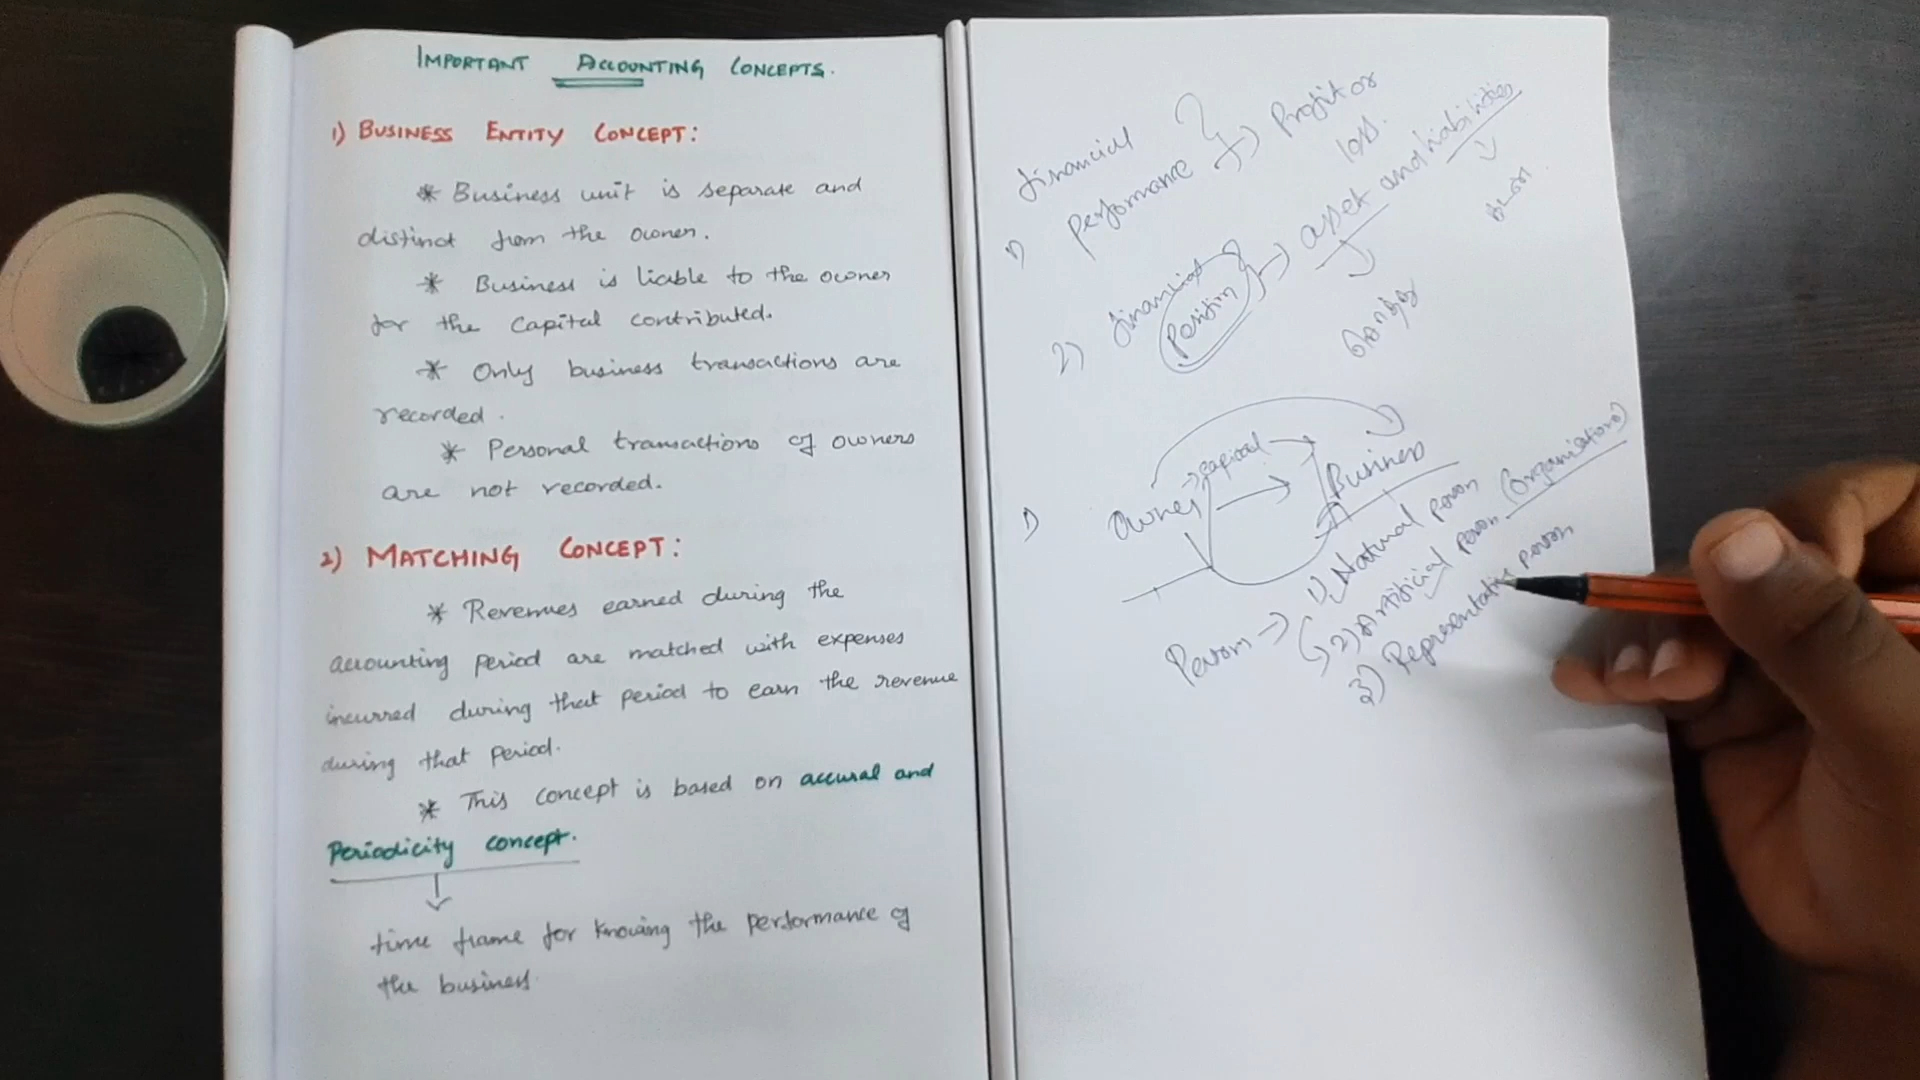 IMPORTANT ACCOUNTING CONCEPTS.
1) BUSINESS ENTITY CONCEPT:
* Business unit is separate and
distinct from the owner.
* Business is liable to the owner
for the capital contributed.
* Only business transactions are
recorded.
* Personal transactions of owners
are not recorded.
2) MATCHING CONCEPT:
* Revenues earned during the
accounting period are matched with expenses
incurred during that period to earn the revenue
during that period.
* This concept is based on accural and
Periodicity concept.
time frame for knowing the performance of
the business.
1) financial
performance → Profit or
loss.
2) financial
Position → asset and liabilities
சொத்து
கடன்
1) Owner → capital → Business
Person → 1) Natural person
2) Artificial person (Organisations)
3) Representative person